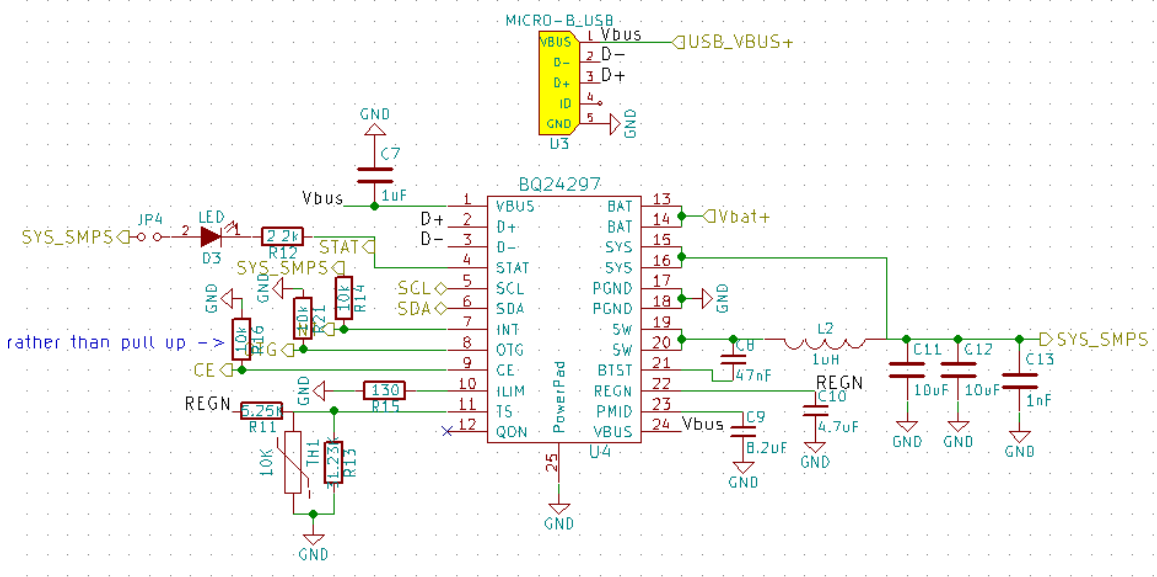 MICRO-B_USB
VBUS 1 Vbus USB_VBUS+
D- 2 D-
D+ 3 D+
ID 4
GND 5 GND
U3
GND
C7
1uF
BQ24297
Vbus 1 VBUS BAT 13
D+ 2 D+ BAT 14 Vbat+
D- 3 D- SYS 15
STAT 4 STAT SYS 16
SCL 5 SCL PGND 17
SDA 6 SDA PGND 18 GND
7 INT SW 19
8 OTG SW 20
CE 9 CE BTST 21
10 ILIM REGN 22 REGN
11 TS PMID 23
12 QON VBUS 24 Vbus
PowerPad
U4
25
GND
SYS_SMPS JP4 2 LED 1 2.2k
D3 R12
SYS_SMPS
GND GND 10k R14
10k R21
10k R16
rather than pull up ->
GND 130
R15
REGN
R11
10K TH1 R13
GND
L2
1uH
C8
47nF
C9
8.2uF
GND
C10
4.7uF
GND
SYS_SMPS
C11 C12 C13
10uF 10uF 1nF
GND GND GND